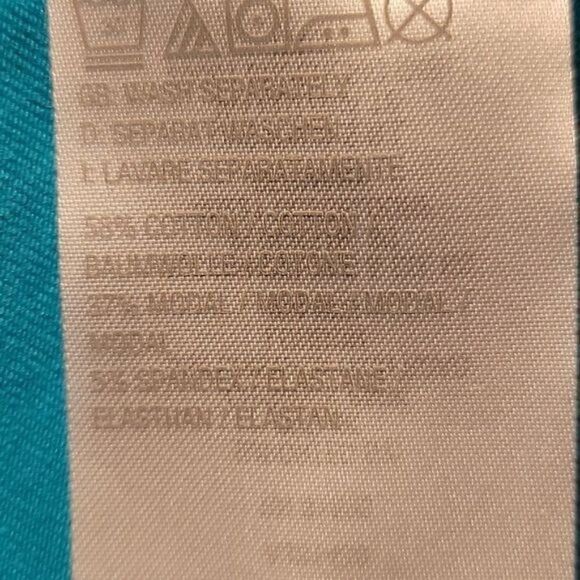 GB: WASH SEPARATELY
D: SEPARAT WASCHEN
I: LAVARE SEPARATAMENTE
58% COTTON / COTTON /
BAUMWOLLE / COTONE
37% MODAL / MODAL / MODAL /
MODAL
5% SPANDEX / ELASTANE /
ELASTHAN / ELASTAN